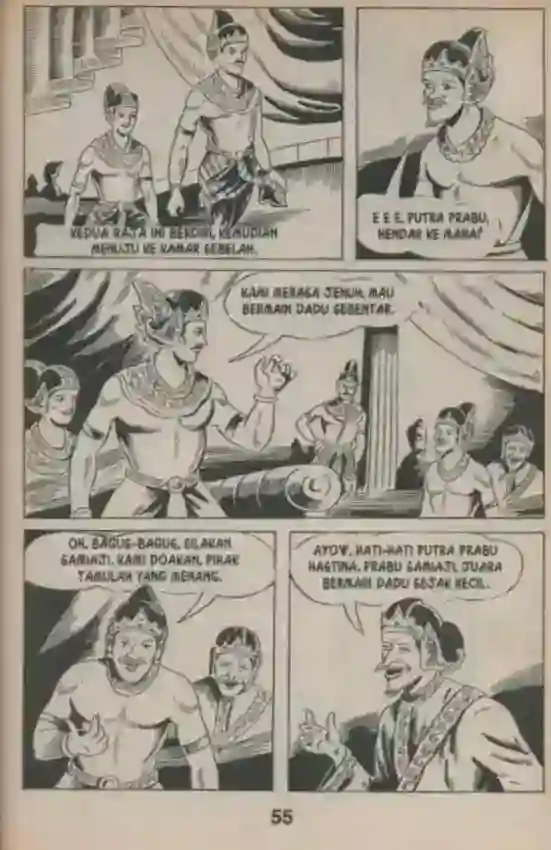 KEDUA RAJA INI BERDIRI, KEMUDIAN
MENUJU KE KAMAR SEBELAH.
E E E, PUTRA PRABU,
HENDAK KE MANA?
KAMI MERASA JENUH, MAU
BERMAIN DADU SEBENTAR.
OH, BAGUS-BAGUS, SILAKAN
SAMIAJI. KAMI DOAKAN, PIHAK
TAMULAH YANG MENANG.
AYOW, HATI-HATI PUTRA PRABU
HASTINA. PRABU SAMIAJI, JUARA
BERMAIN DADU SEJAK KECIL..
55